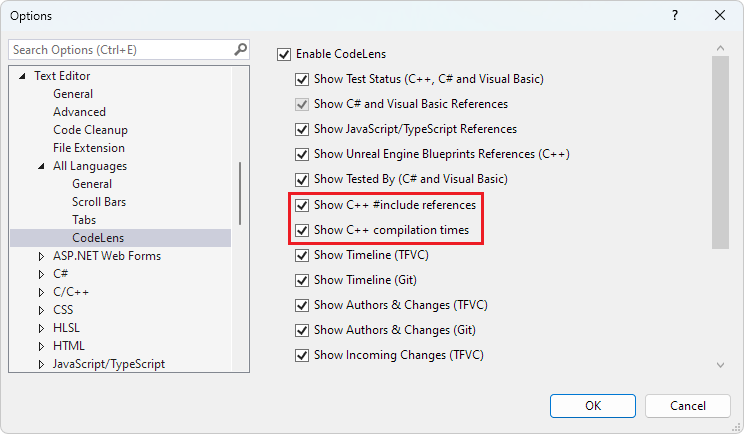 Options
?
Search Options (Ctrl+E)
Text Editor
General
Advanced
Code Cleanup
File Extension
All Languages
General
Scroll Bars
Tabs
CodeLens
ASP.NET Web Forms
C#
C/C++
CSS
HLSL
HTML
JavaScript/TypeScript
Enable CodeLens
Show Test Status (C++, C# and Visual Basic)
Show C# and Visual Basic References
Show JavaScript/TypeScript References
Show Unreal Engine Blueprints References (C++)
Show Tested By (C# and Visual Basic)
Show C++ #include references
Show C++ compilation times
Show Timeline (TFVC)
Show Timeline (Git)
Show Authors & Changes (TFVC)
Show Authors & Changes (Git)
Show Incoming Changes (TFVC)
OK
Cancel